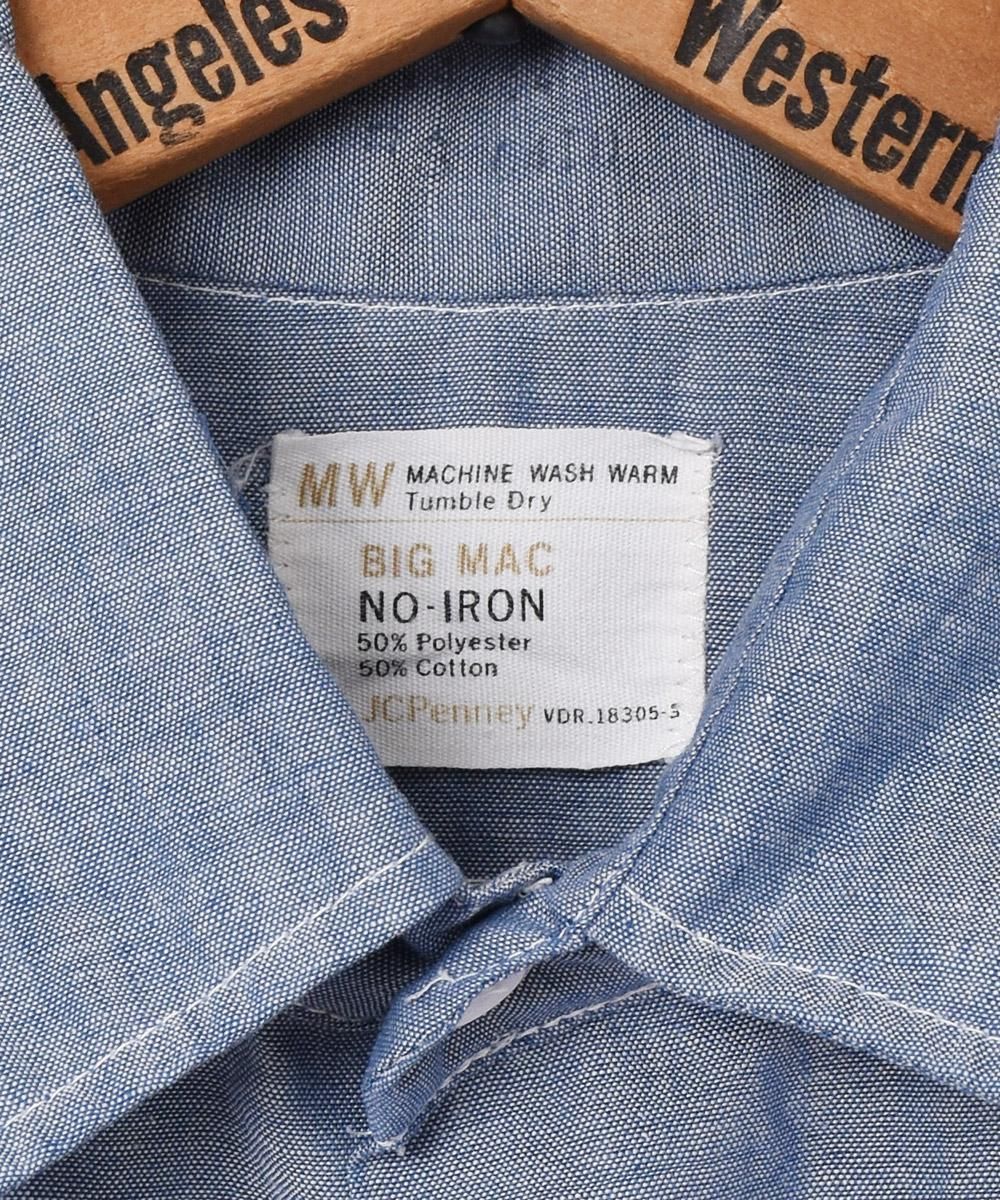 Angeles
Western
MW MACHINE WASH WARM
Tumble Dry
BIG MAC
NO-IRON
50% Polyester
50% Cotton
JCPenney VDR.18305-S